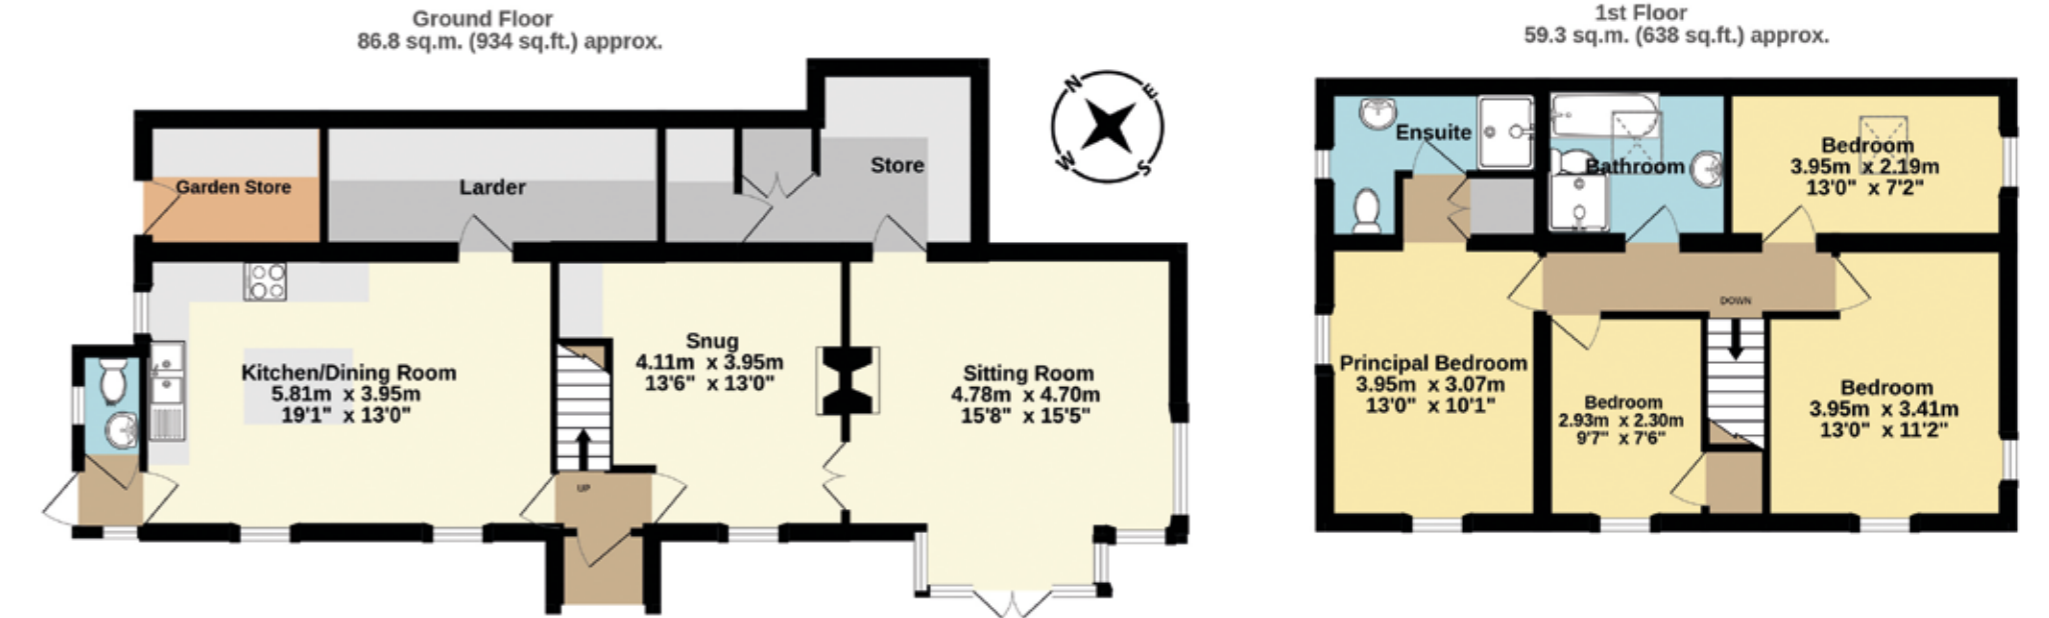 Ground Floor
86.8 sq.m. (934 sq.ft.) approx.
Garden Store
Larder
Store
N
E
S
W
Kitchen/Dining Room
5.81m x 3.95m
19'1" x 13'0"
Snug
4.11m x 3.95m
13'6" x 13'0"
Sitting Room
4.78m x 4.70m
15'8" x 15'5"
UP
1st Floor
59.3 sq.m. (638 sq.ft.) approx.
Ensuite
Bathroom
Bedroom
3.95m x 2.19m
13'0" x 7'2"
DOWN
Principal Bedroom
3.95m x 3.07m
13'0" x 10'1"
Bedroom
2.93m x 2.30m
9'7" x 7'6"
Bedroom
3.95m x 3.41m
13'0" x 11'2"